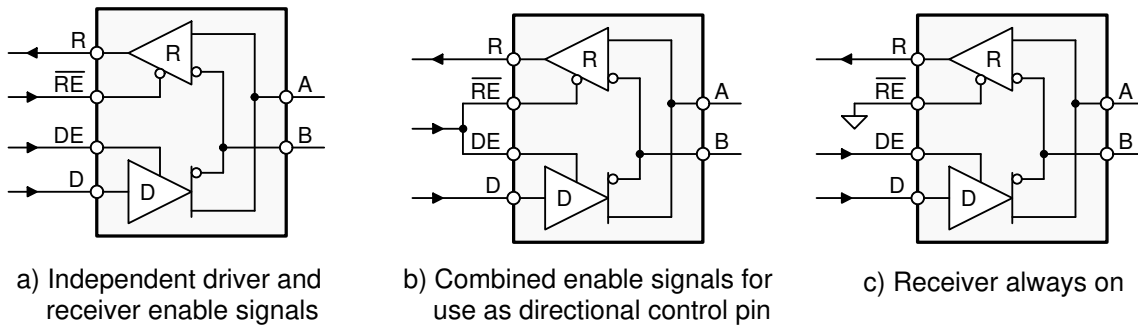 R
R
RE
DE
D
D
A
B
a) Independent driver and
receiver enable signals
R
R
RE
DE
D
D
A
B
b) Combined enable signals for
use as directional control pin
R
R
RE
DE
D
D
A
B
c) Receiver always on